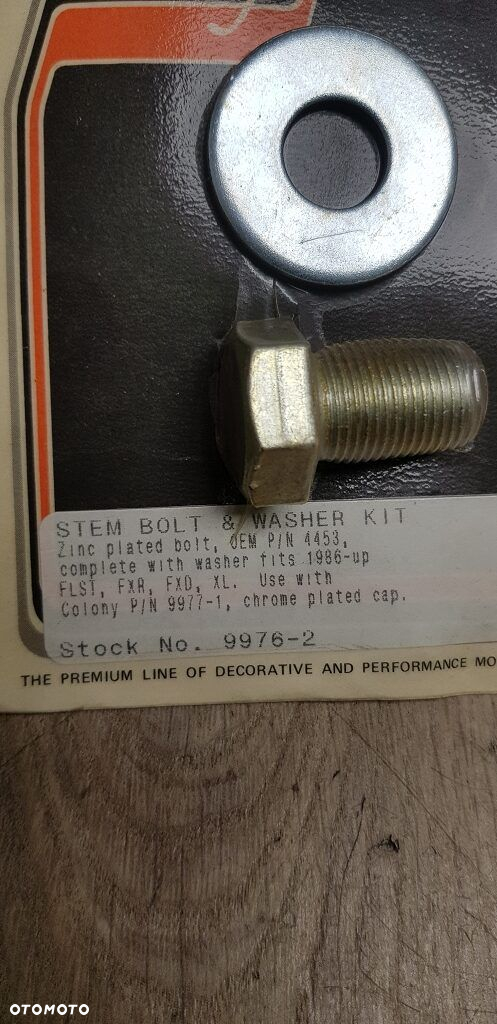 STEM BOLT & WASHER KIT
Zinc plated bolt, OEM P/N 4453,
complete with washer fits 1986-up
FLST, FXR, FXD, XL. Use with
Colony P/N 9977-1, chrome plated cap.
Stock No. 9976-2
THE PREMIUM LINE OF DECORATIVE AND PERFORMANCE MO
OTOMOTO